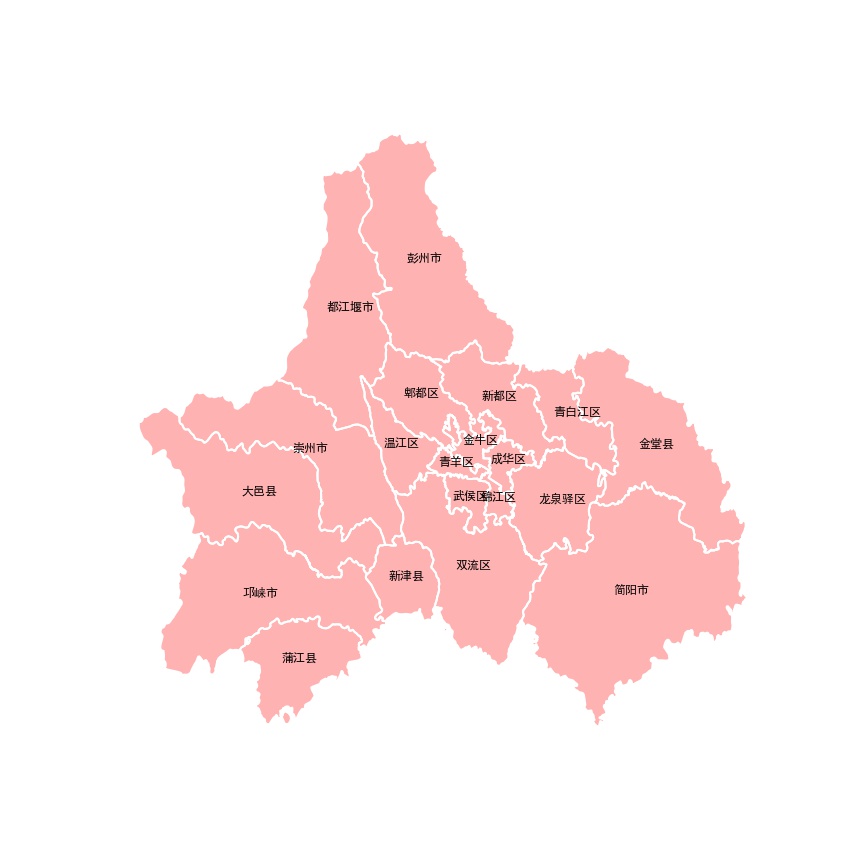 彭州市
都江堰市
郫都区
新都区
青白江区
金牛区
温江区
金堂县
崇州市
成华区
青羊区
大邑县
武侯区
锦江区
龙泉驿区
双流区
新津县
简阳市
邛崃市
蒲江县